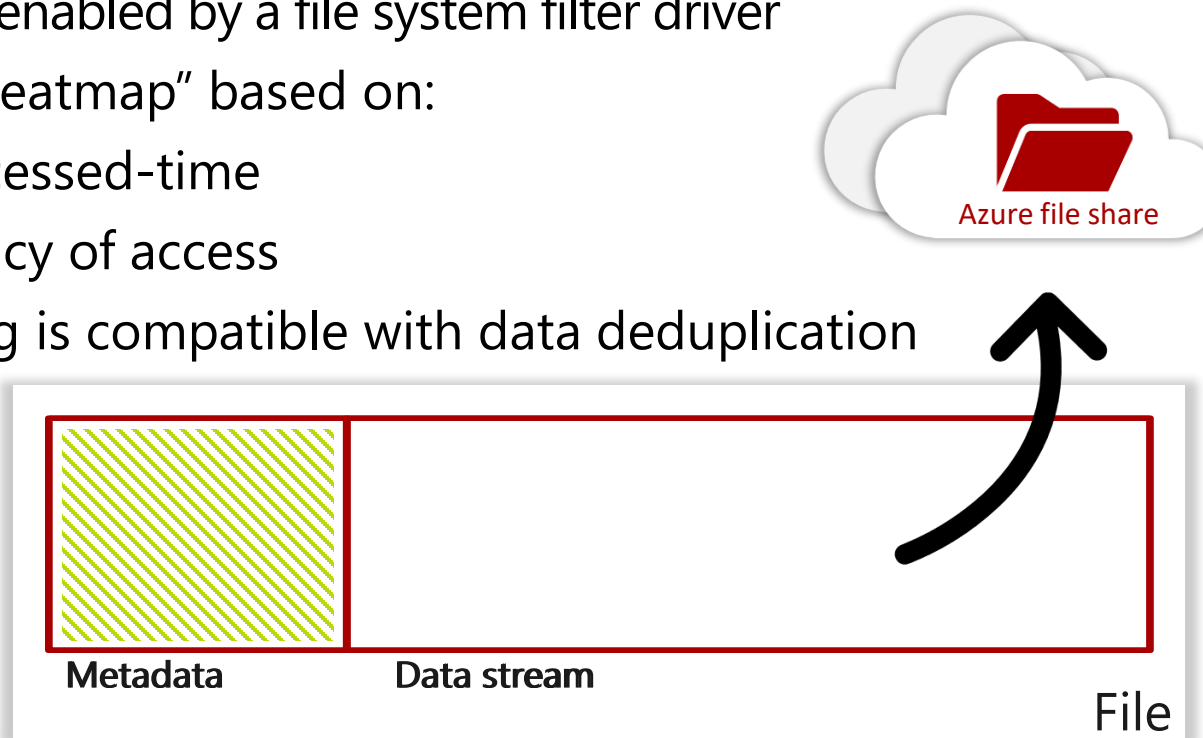 enabled by a file system filter driver
eatmap” based on:
essed-time
cy of access
g is compatible with data deduplication
Azure file share
Metadata
Data stream
File